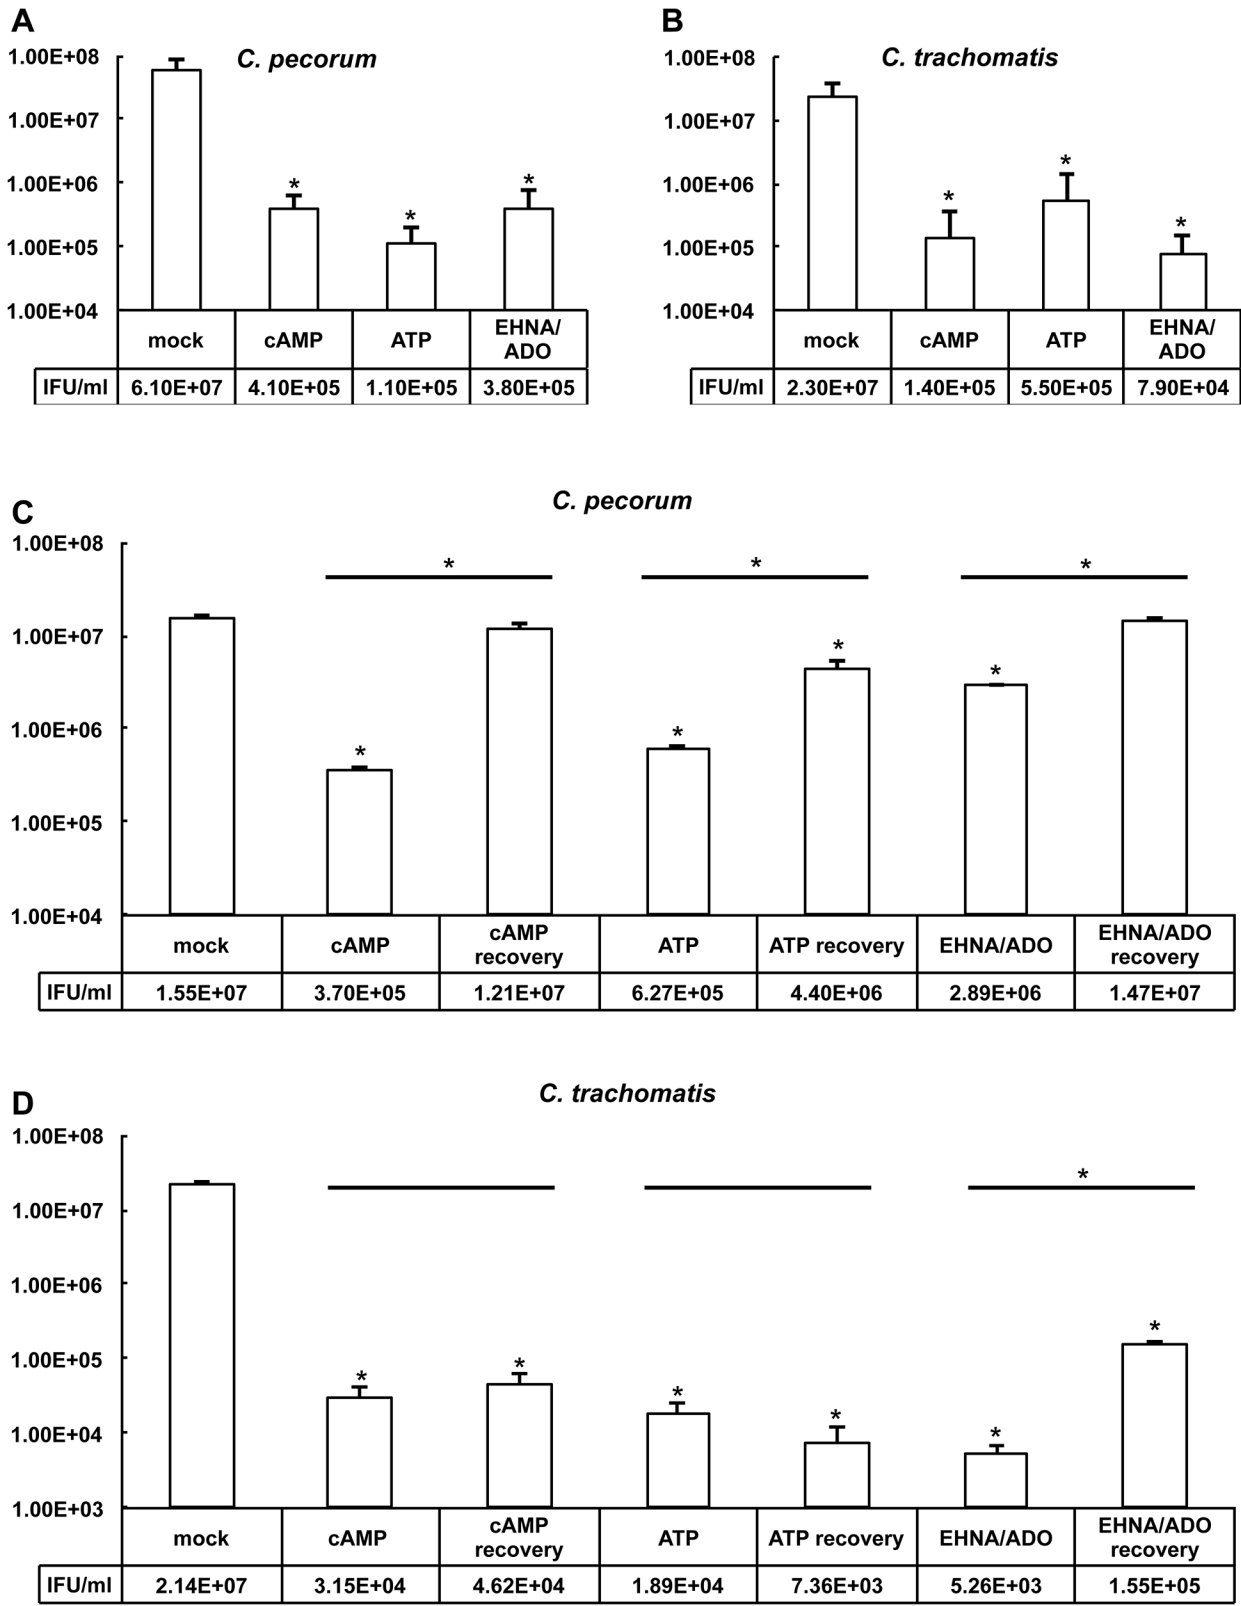 A
C. pecorum
1.00E+08
1.00E+07
1.00E+06
1.00E+05
1.00E+04
*
*
*
mock cAMP ATP EHNA/
ADO
IFU/ml 6.10E+07 4.10E+05 1.10E+05 3.80E+05
B
C. trachomatis
1.00E+08
1.00E+07
1.00E+06
1.00E+05
1.00E+04
*
*
*
mock cAMP ATP EHNA/
ADO
IFU/ml 2.30E+07 1.40E+05 5.50E+05 7.90E+04
C
C. pecorum
1.00E+08
1.00E+07
1.00E+06
1.00E+05
1.00E+04
* * *
* * * *
mock cAMP cAMP
recovery ATP ATP recovery EHNA/ADO EHNA/ADO
recovery
IFU/ml 1.55E+07 3.70E+05 1.21E+07 6.27E+05 4.40E+06 2.89E+06 1.47E+07
D
C. trachomatis
1.00E+08
1.00E+07
1.00E+06
1.00E+05
1.00E+04
1.00E+03
*
* * * * * *
mock cAMP cAMP
recovery ATP ATP recovery EHNA/ADO EHNA/ADO
recovery
IFU/ml 2.14E+07 3.15E+04 4.62E+04 1.89E+04 7.36E+03 5.26E+03 1.55E+05